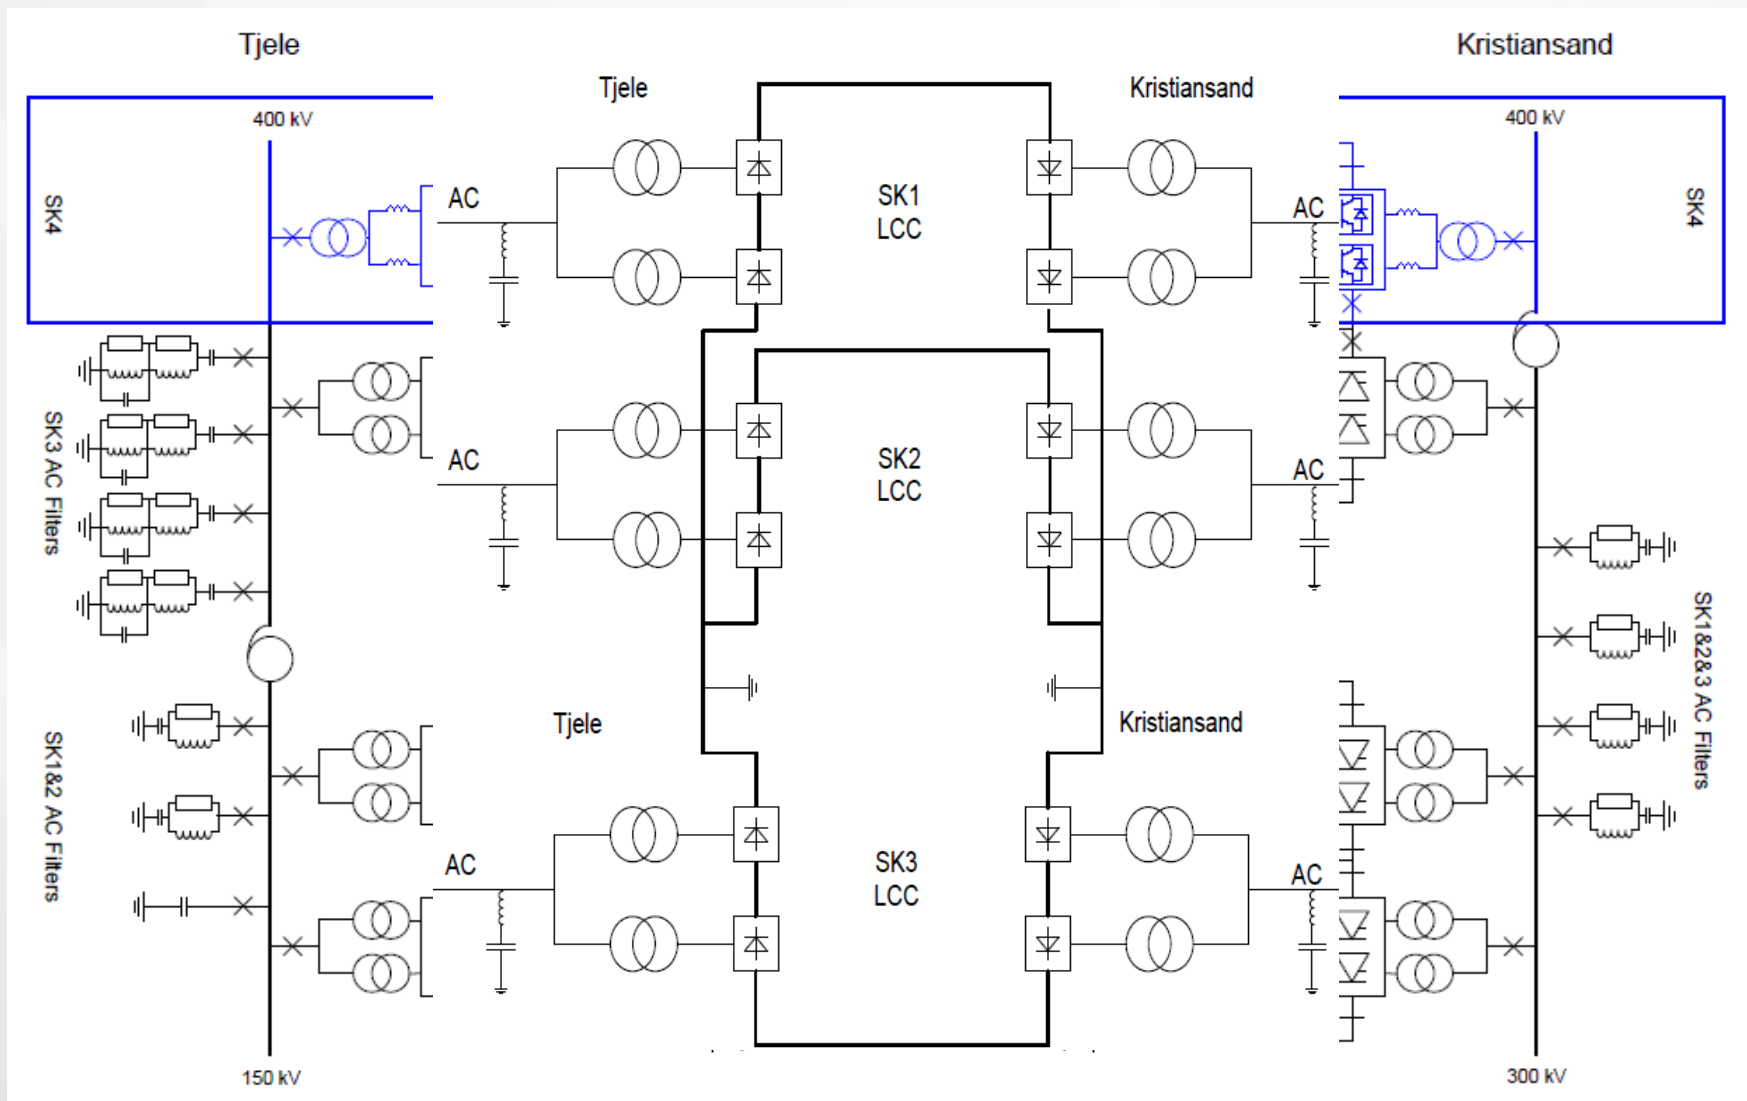 Tjele
Kristiansand
Tjele
Kristiansand
400 kV
400 kV
SK4
AC
SK1
LCC
AC
SK4
SK3 AC Filters
AC
SK2
LCC
AC
SK1&2&3 AC Filters
Tjele
Kristiansand
SK1&2 AC Filters
AC
SK3
LCC
AC
150 kV
300 kV